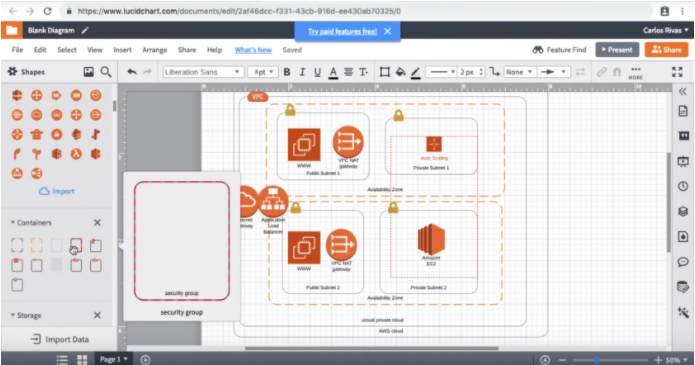 https://www.lucidchart.com/documents/edit/2af46dcc-f331-43cb-916d-ee430ab70325/0
Blank Diagram
Try paid features free!
Carlos Rivas
File Edit Select View Insert Arrange Share Help What's New Saved
Feature Find
Present
Share
Shapes
Liberation Sans
6pt
B I U A
2 px
None
MORE
VPC
WWW
VPC NAT
gateway
Public Subnet 1
Auto Scaling
Private Subnet 1
Availability Zone
Import
Containers
Application
Load
Balancer
WWW
VPC NAT
gateway
Public Subnet 2
Amazon
EC2
Private Subnet 2
Availability Zone
security group
security group
virtual private cloud
AWS cloud
Storage
Import Data
Page 1
50%